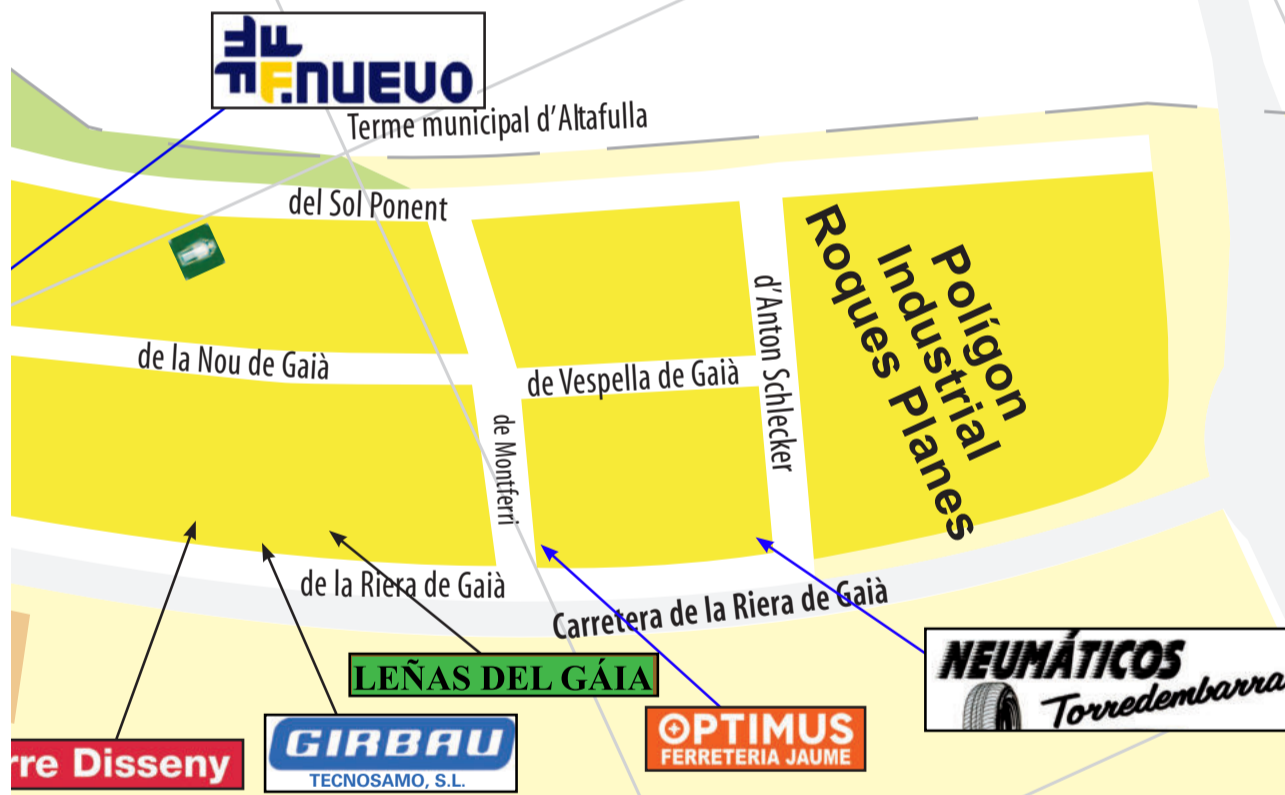 F.NUEVO
Terme municipal d'Altafulla
del Sol Ponent
Polígon
Industrial
Roques Planes
d'Anton Schlecker
de la Nou de Gaià
de Vespella de Gaià
de Montferri
de la Riera de Gaià
Carretera de la Riera de Gaià
LEÑAS DEL GÁIA
NEUMÁTICOS
Torredembarra
OPTIMUS
FERRETERIA JAUME
rre Disseny
GIRBAU
TECNOSAMO, S.L.